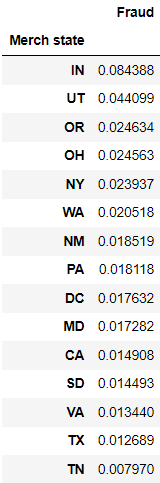 Fraud
Merch state
IN 0.084388
UT 0.044099
OR 0.024634
OH 0.024563
NY 0.023937
WA 0.020518
NM 0.018519
PA 0.018118
DC 0.017632
MD 0.017282
CA 0.014908
SD 0.014493
VA 0.013440
TX 0.012689
TN 0.007970